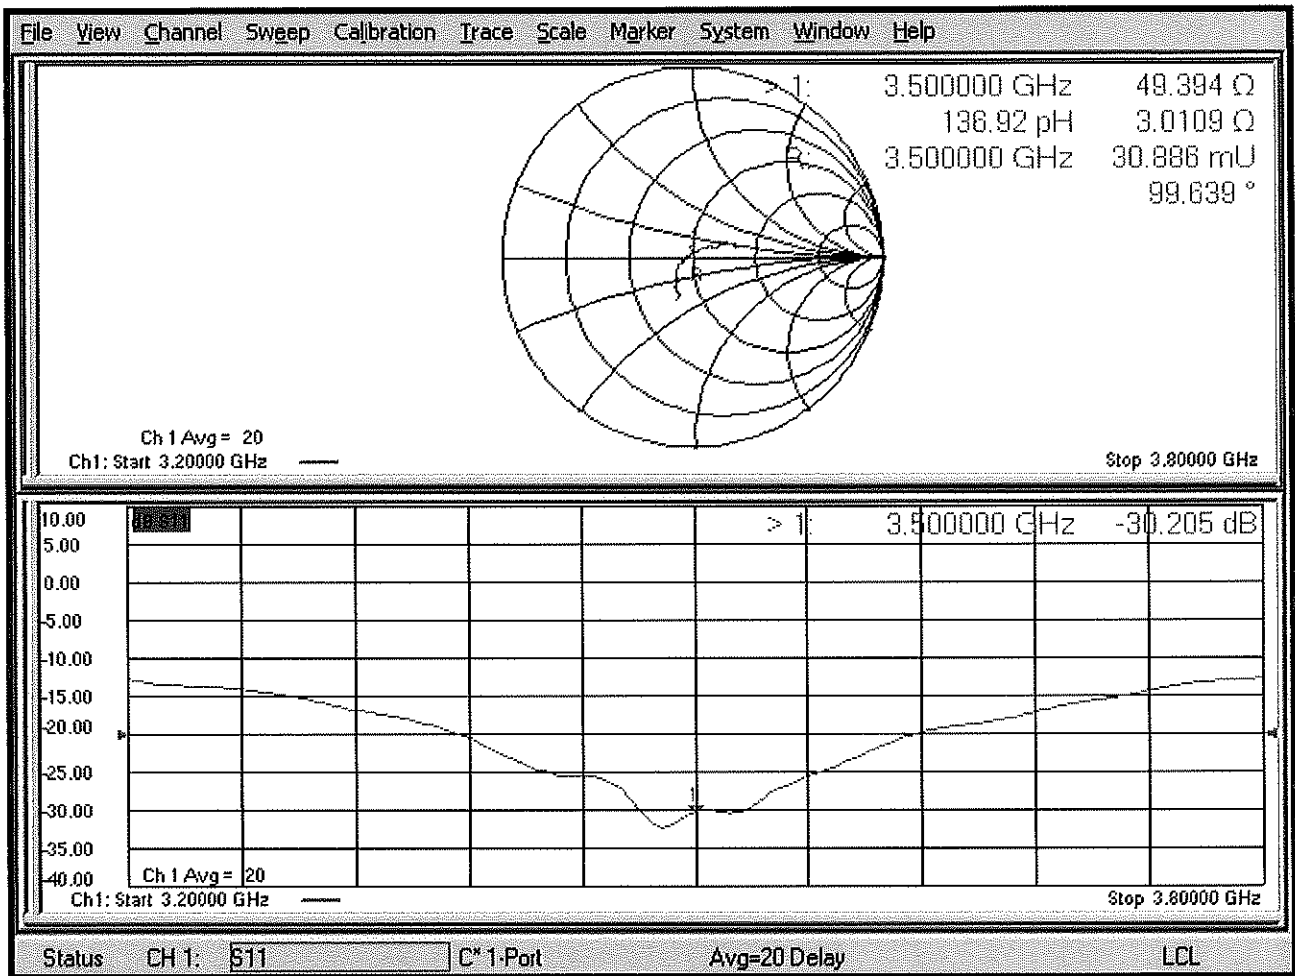 File View Channel Sweep Calibration Trace Scale Marker System Window Help
> 1: 3.500000 GHz 49.394 Ω
136.92 pH 3.0109 Ω
3.500000 GHz 30.886 mU
99.639 °
Ch 1 Avg = 20
Ch1: Start 3.20000 GHz
Stop 3.80000 GHz
10.00
dB S11
> 1: 3.500000 GHz -30.205 dB
5.00
0.00
-5.00
-10.00
-15.00
-20.00
-25.00
-30.00
1
-35.00
-40.00
Ch 1 Avg = 20
Ch1: Start 3.20000 GHz
Stop 3.80000 GHz
Status CH 1: S11 C* 1-Port Avg=20 Delay LCL